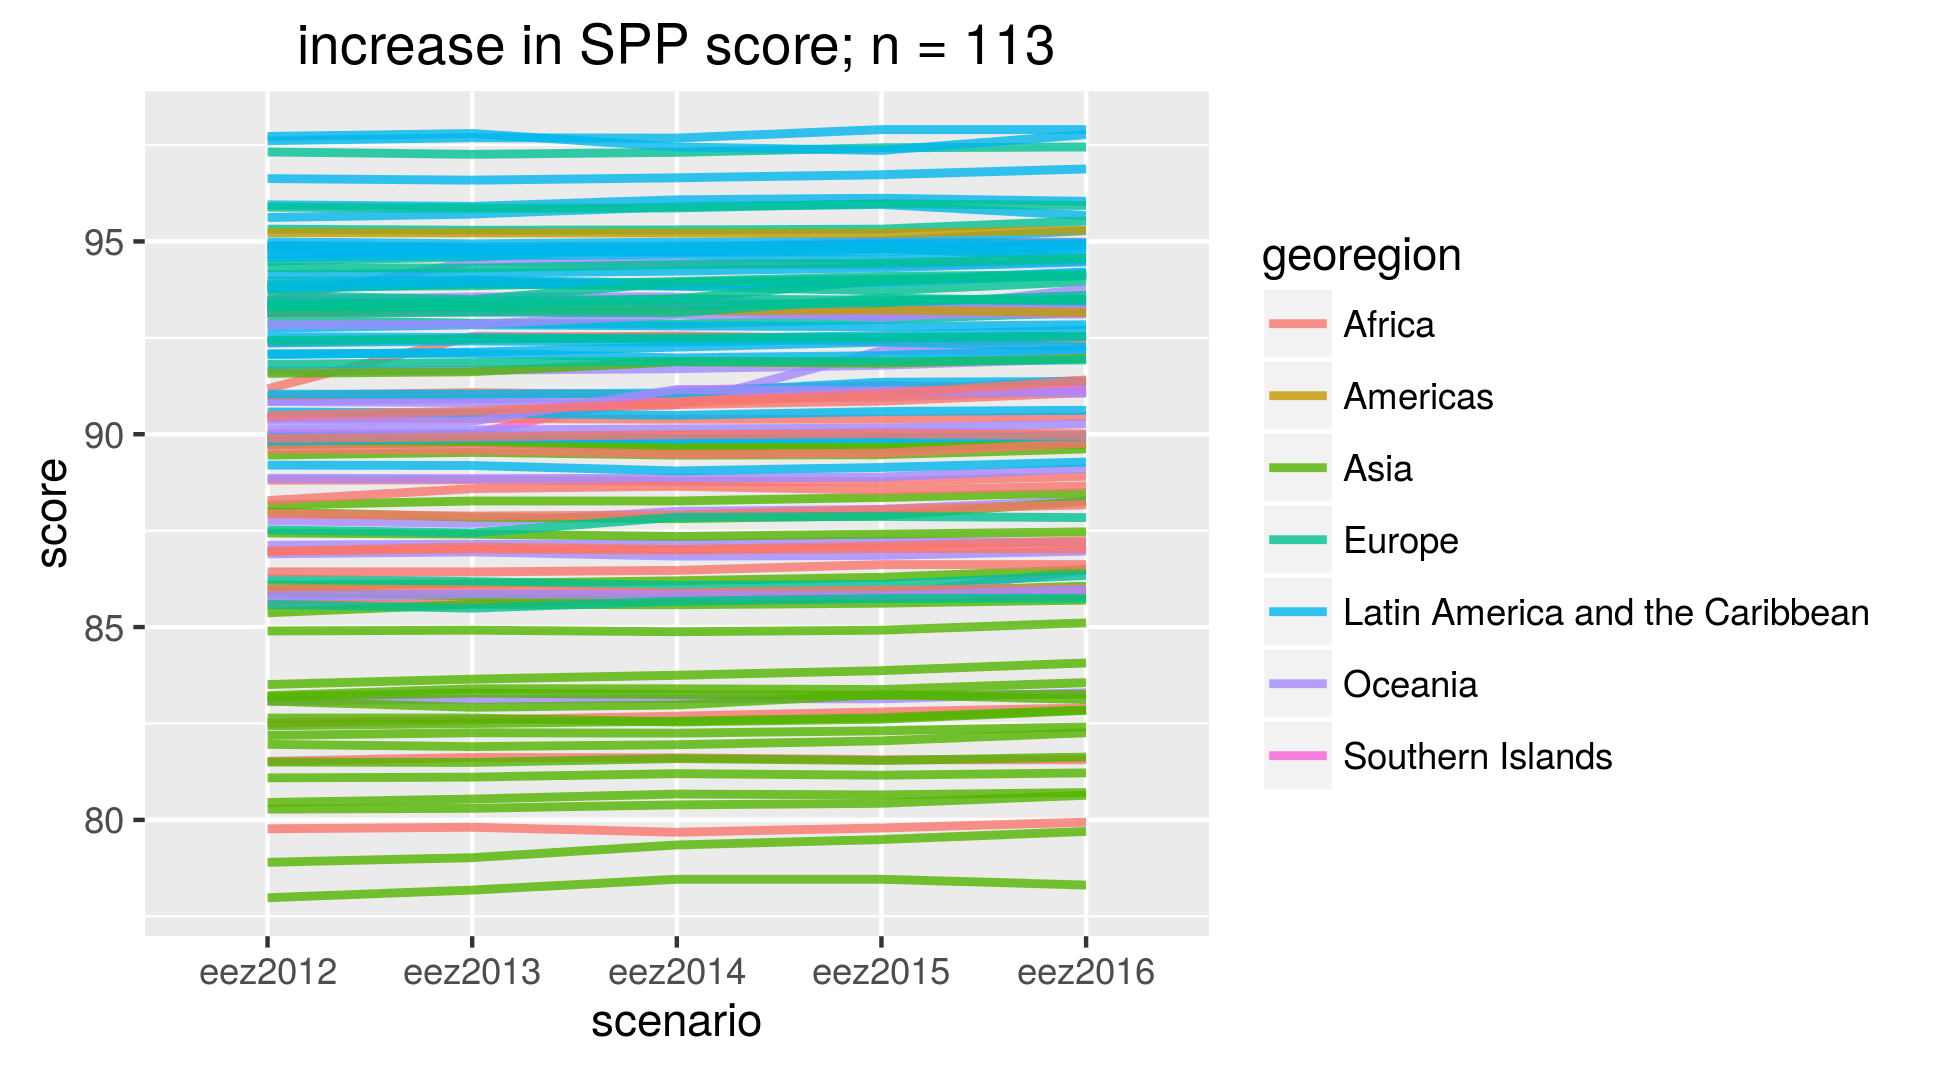 increase in SPP score; n = 113
score
95
90
85
80
eez2012 eez2013 eez2014 eez2015 eez2016
scenario
georegion
Africa
Americas
Asia
Europe
Latin America and the Caribbean
Oceania
Southern Islands